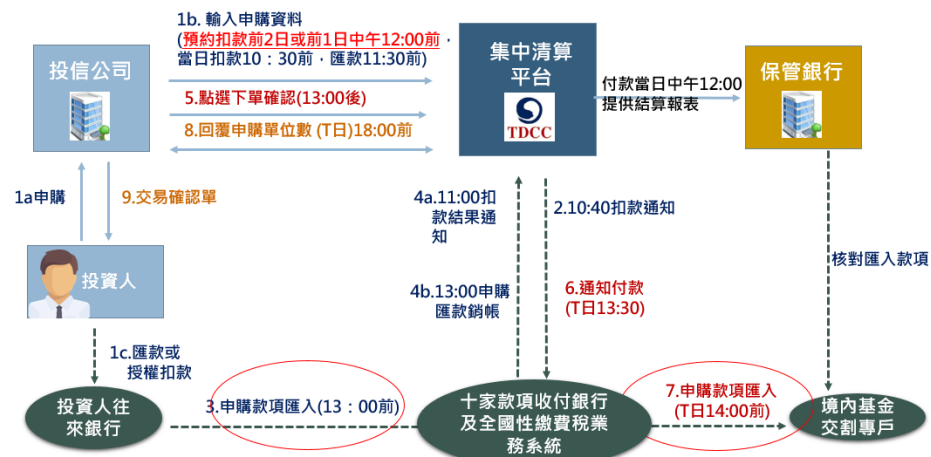 1b. 輸入申購資料
(預約扣款前2日或前1日中午12:00前，
當日扣款10：30前，匯款11:30前)
投信公司
集中清算
平台
TDCC
保管銀行
付款當日中午12:00
提供結算報表
5.點選下單確認(13:00後)
8.回覆申購單位數 (T日)18:00前
1a申購
9.交易確認單
4a.11:00扣
款結果通
知
2.10:40扣款通知
投資人
核對匯入款項
4b.13:00申購
匯款銷帳
6.通知付款
(T日13:30)
1c.匯款或
授權扣款
投資人往
來銀行
3.申購款項匯入(13：00前)
十家款項收付銀行
及全國性繳費稅業
務系統
7.申購款項匯入
(T日14:00前)
境內基金
交割專戶